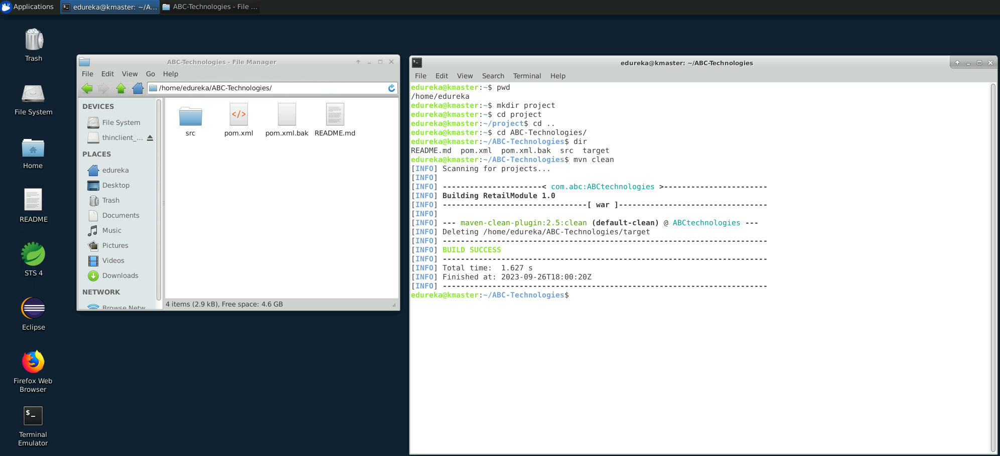 Applications
edureka@kmaster: ~/A...
ABC-Technologies - File ...
Trash
File System
Home
README
STS 4
Eclipse
Firefox Web
Browser
$_
Terminal
Emulator
ABC-Technologies - File Manager
File Edit View Go Help
/home/edureka/ABC-Technologies/
DEVICES
File System
thinclient_...
PLACES
edureka
Desktop
Trash
Documents
Music
Pictures
Videos
Downloads
NETWORK
Browse Netw
</>
src
pom.xml
pom.xml.bak
README.md
4 items (2.9 kB), Free space: 4.6 GB
edureka@kmaster: ~/ABC-Technologies
File Edit View Search Terminal Help
edureka@kmaster:~$ pwd
/home/edureka
edureka@kmaster:~$ mkdir project
edureka@kmaster:~$ cd project
edureka@kmaster:~/project$ cd ..
edureka@kmaster:~$ cd ABC-Technologies/
edureka@kmaster:~/ABC-Technologies$ dir
README.md  pom.xml  pom.xml.bak  src  target
edureka@kmaster:~/ABC-Technologies$ mvn clean
[INFO] Scanning for projects...
[INFO]
[INFO] ----------------------< com.abc:ABCtechnologies >-----------------------
[INFO] Building RetailModule 1.0
[INFO] --------------------------------[ war ]---------------------------------
[INFO]
[INFO] --- maven-clean-plugin:2.5:clean (default-clean) @ ABCtechnologies ---
[INFO] Deleting /home/edureka/ABC-Technologies/target
[INFO] ------------------------------------------------------------------------
[INFO] BUILD SUCCESS
[INFO] ------------------------------------------------------------------------
[INFO] Total time:  1.627 s
[INFO] Finished at: 2023-09-26T18:00:20Z
[INFO] ------------------------------------------------------------------------
edureka@kmaster:~/ABC-Technologies$